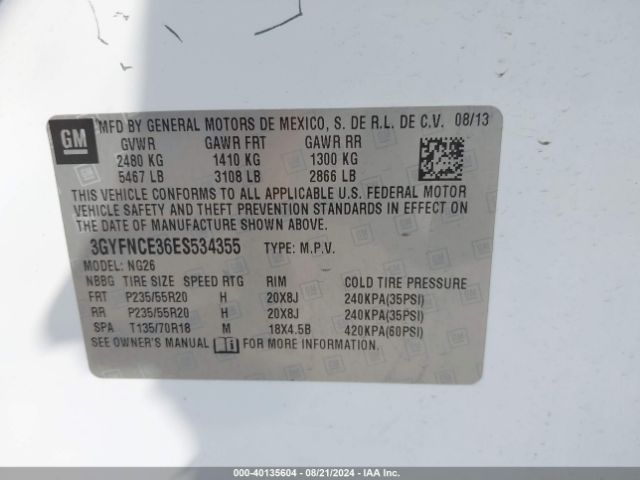 GM
MFD BY GENERAL MOTORS DE MEXICO, S. DE R.L. DE C.V. 08/13
GVWR GAWR FRT GAWR RR
2480 KG 1410 KG 1300 KG
5467 LB 3108 LB 2866 LB
THIS VEHICLE CONFORMS TO ALL APPLICABLE U.S. FEDERAL MOTOR
VEHICLE SAFETY AND THEFT PREVENTION STANDARDS IN EFFECT ON
THE DATE OF MANUFACTURE SHOWN ABOVE.
3GYFNCE36ES534355 TYPE: M.P.V.
MODEL: NG26
NBBG TIRE SIZE SPEED RTG RIM COLD TIRE PRESSURE
FRT P235/55R20 H 20X8J 240KPA(35PSI)
RR P235/55R20 H 20X8J 240KPA(35PSI)
SPA T135/70R18 M 18X4.5B 420KPA(60PSI)
SEE OWNER'S MANUAL FOR MORE INFORMATION.
000-40135604 - 08/21/2024 - IAA, Inc.